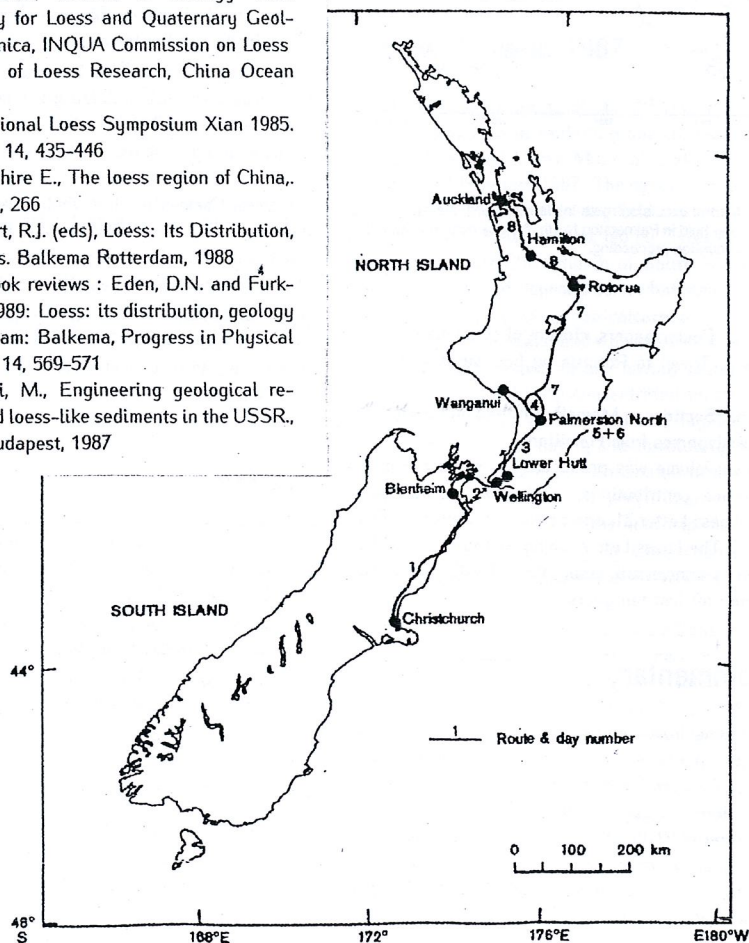 y for Loess and Quaternary Geol-
nica, INQUA Commission on Loess
of Loess Research, China Ocean
ional Loess Symposium Xian 1985.
14, 435-446
hire E., The loess region of China,.
, 266
rt, R.J. (eds), Loess: Its Distribution,
s. Balkema Rotterdam, 1988
ok reviews : Eden, D.N. and Furk-
989: Loess: its distribution, geology
am: Balkema, Progress in Physical
14, 569-571
i, M., Engineering geological re-
d loess-like sediments in the USSR.,
udapest, 1987
Auckland
8
Hamilton
8
NORTH ISLAND
Rotorua
7
7
Wanganui
4
Palmerston North
5+6
3
Lower Hutt
Blenheim
2
Wellington
1
SOUTH ISLAND
Christchurch
44°
1 Route & day number
0 100 200 km
48°
S 168°E 172° 176°E E180°W